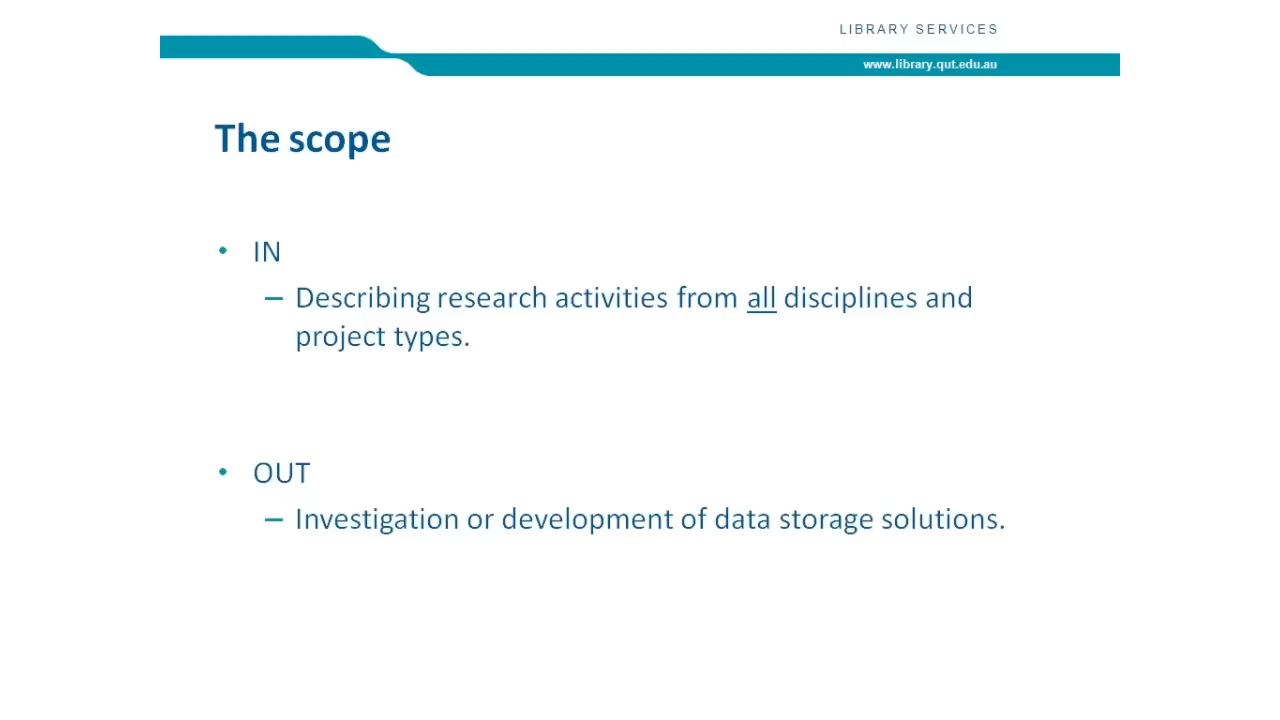 LIBRARY SERVICES
www.library.qut.edu.au
The scope
• IN
– Describing research activities from all disciplines and
project types.
• OUT
– Investigation or development of data storage solutions.